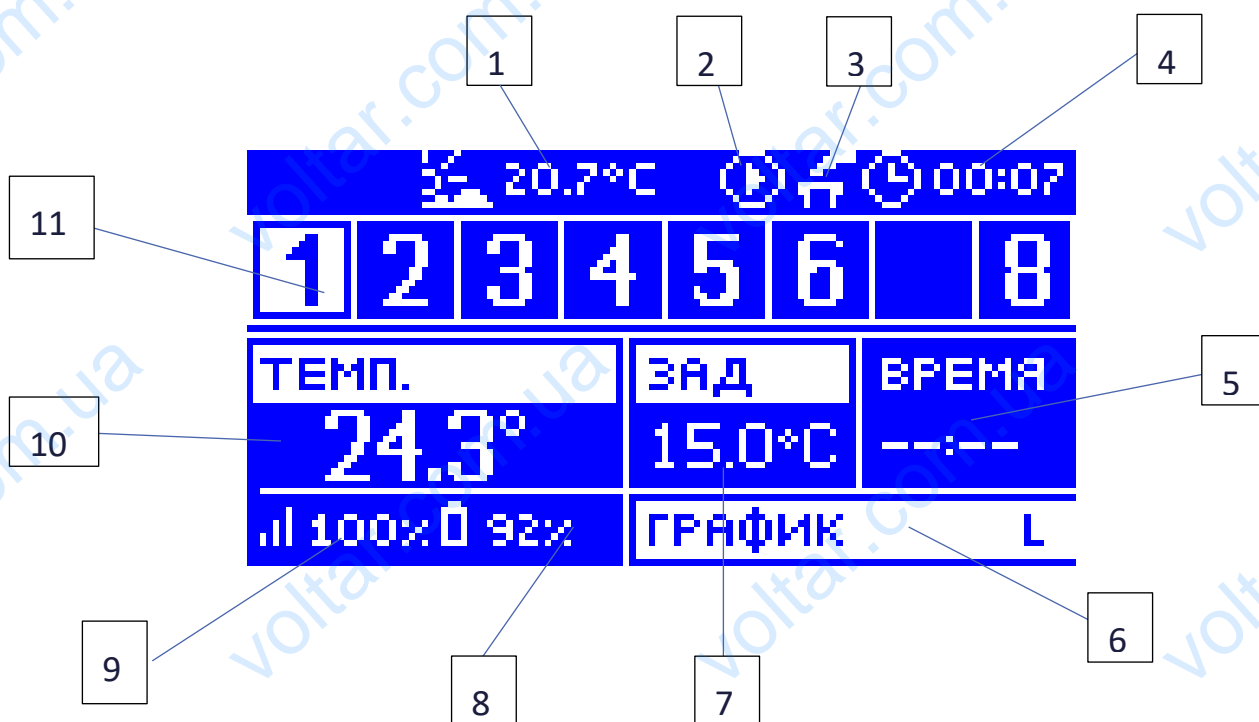 1 2 3 4
20.7°C 00:07
11
1 2 3 4 5 6 8
ТЕМП. ЗАД ВРЕМЯ
5
10
24.3° 15.0°C --:--
100% 92% ГРАФИК L
9 8 7 6
voltar.com.ua